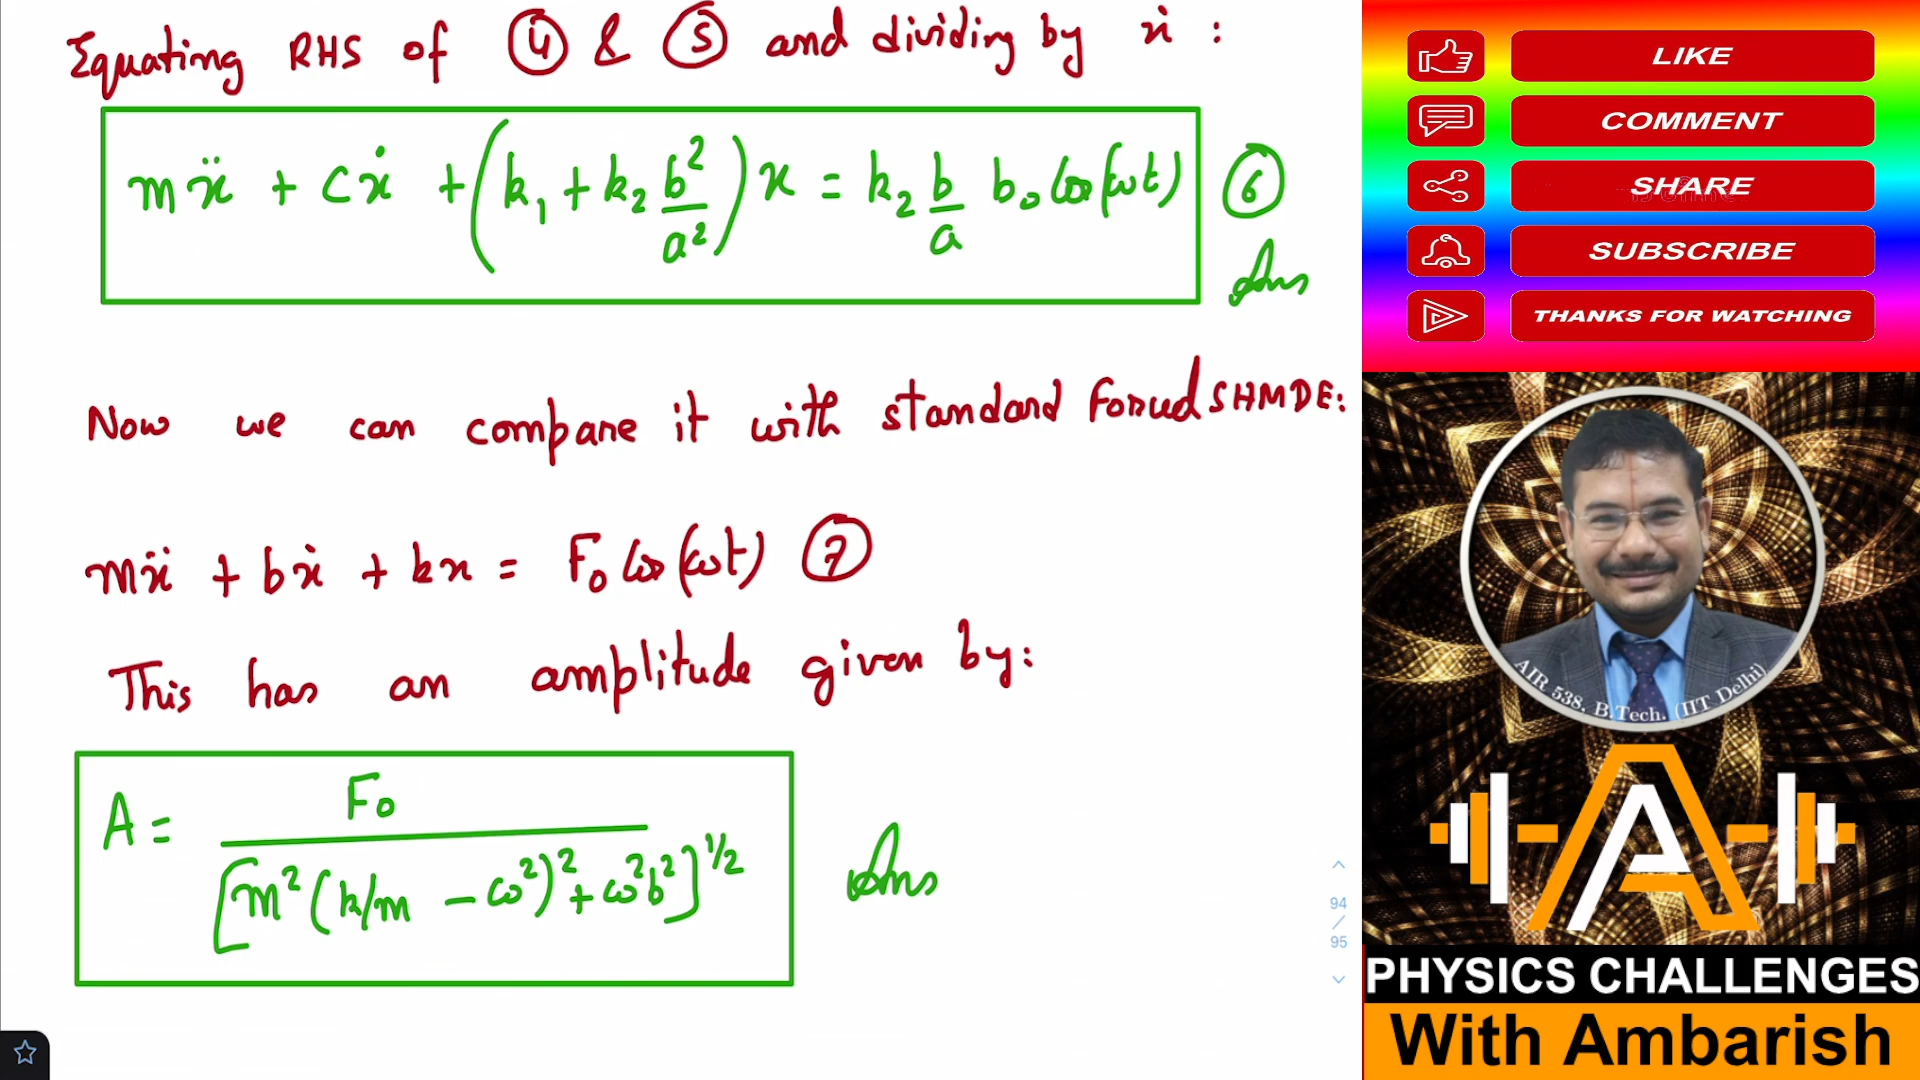 Equating RHS of ④ & ⑤ and dividing by ẋ :
mẍ + cẋ + (k₁ + k₂ b²/a²) x = k₂ b/a b₀ cos(ωt) ⑥
Ans
Now we can compare it with standard Forced SHMDE:
mẍ + bẋ + kx = F₀ cos(ωt) ⑦
This has an amplitude given by:
A = F₀ / [m² (k/m - ω²)² + ω²b²]^1/2
Ans
94
/
95
LIKE
COMMENT
SHARE
SUBSCRIBE
THANKS FOR WATCHING
AIR 538, B.Tech. (IIT Delhi)
PHYSICS CHALLENGES
With Ambarish